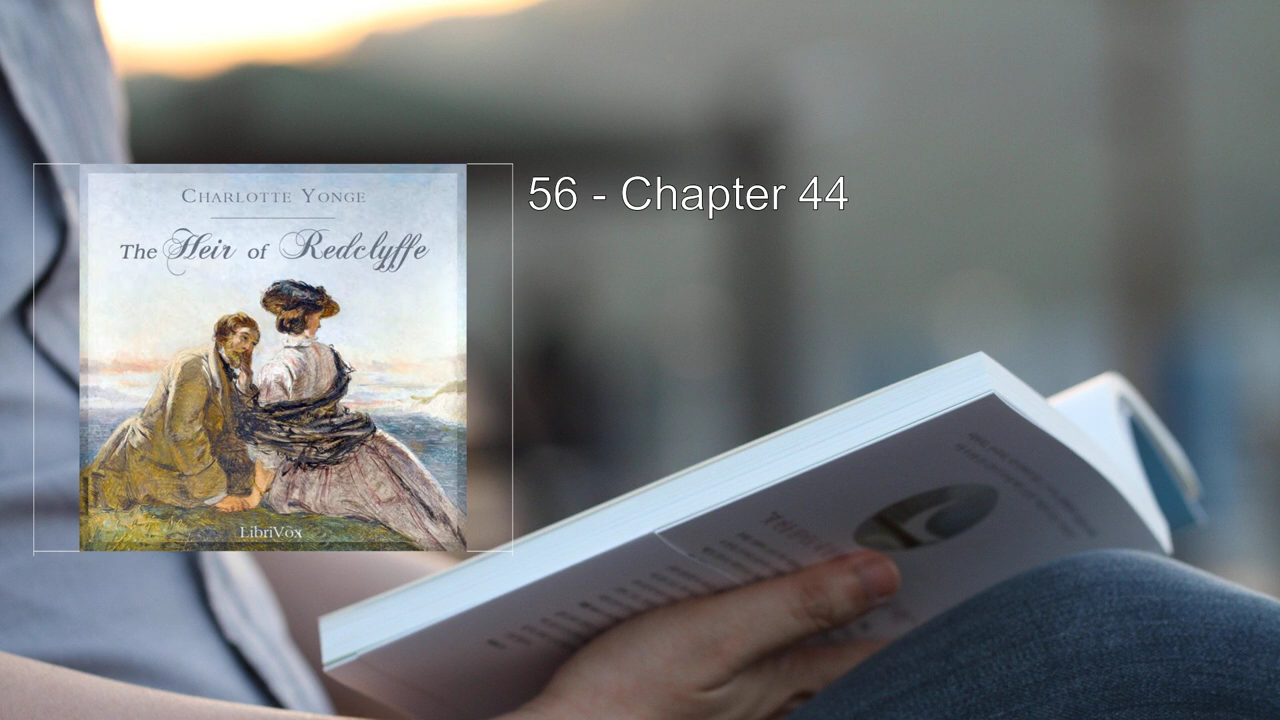 CHARLOTTE YONGE
The Heir of Redclyffe
LibriVox
56 - Chapter 44